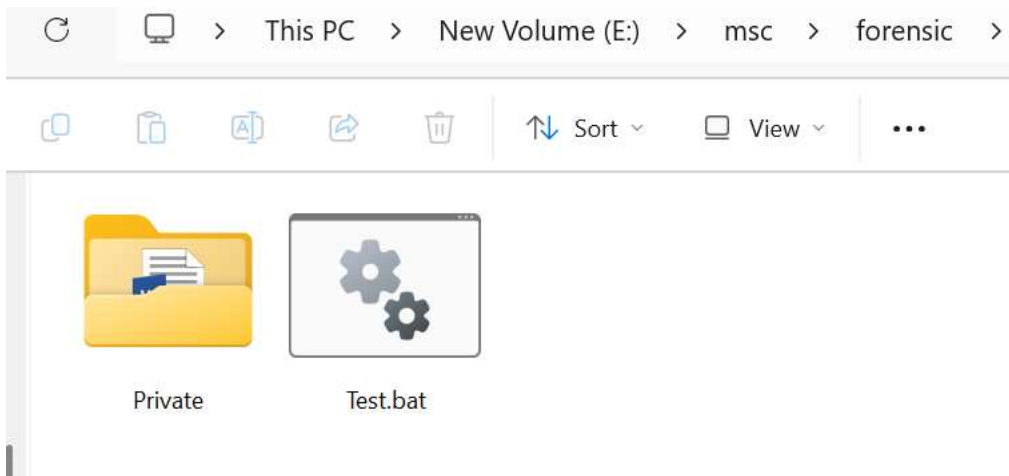 This PC > New Volume (E:) > msc > forensic >
Sort View •••
Private Test.bat